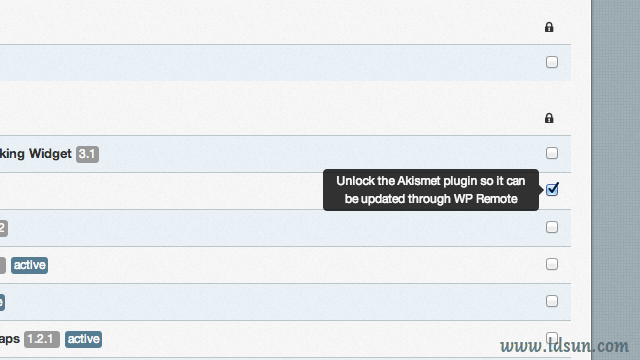 king Widget 3.1
Unlock the Akismet plugin so it can
be updated through WP Remote
2
active
aps 1.2.1 active
www.tdsun.com